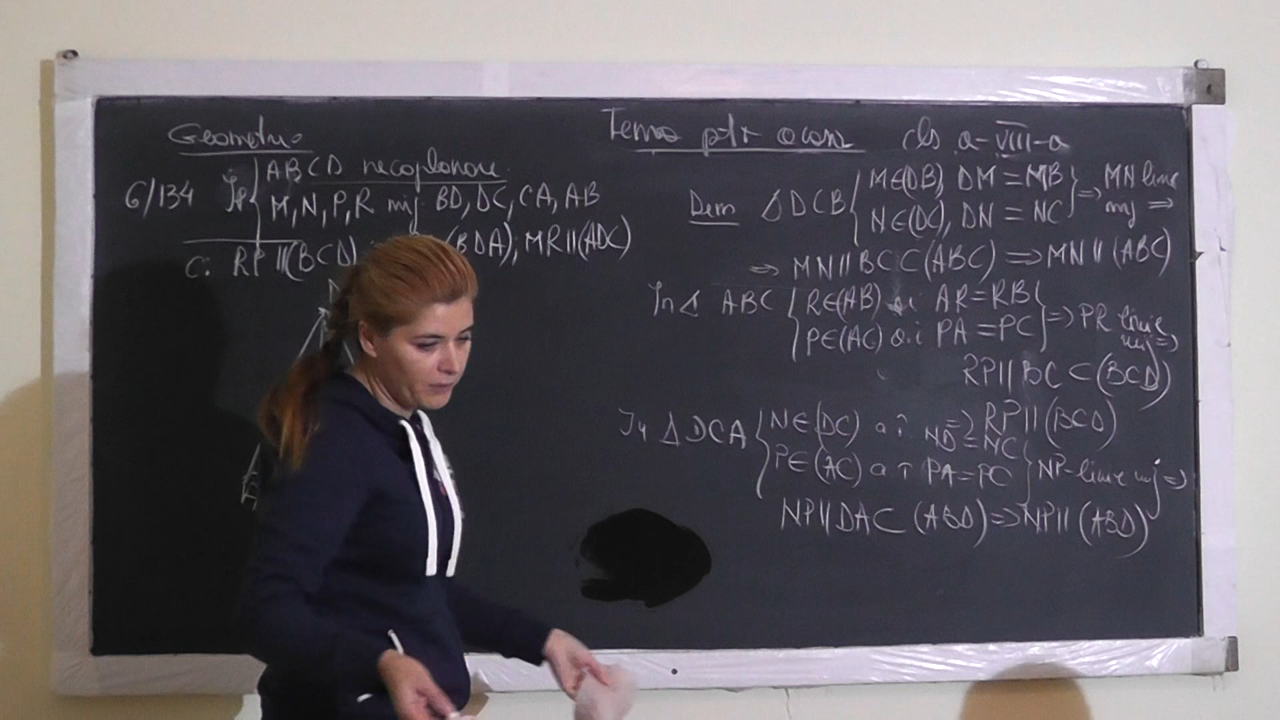 Geometrie
Tema ptr acasă cls a-VIII-a
6/134 Ip ABCD necoplanare
M, N, P, R mij BD, DC, CA, AB
C: RP ∥(BCD) (BDA), MR∥(ADC)
Dem ΔDCB { M∈(DB), DM = MB
N∈(DC), DN = NC } => MN linie mij =>
=> MN∥BC⊂(ABC) => MN∥(ABC)
In Δ ABC { R∈(AB) a.i AR=RB
P∈(AC) a.i PA=PC } => PR linie mij =>
RP∥BC⊂(BCD)
=> RP∥(BCD)
In ΔDCA { N∈(DC) a î ND=NC
P∈(AC) a î PA=PC } NP-linie mij =>
NP∥DA⊂(ABD)=>NP∥(ABD)